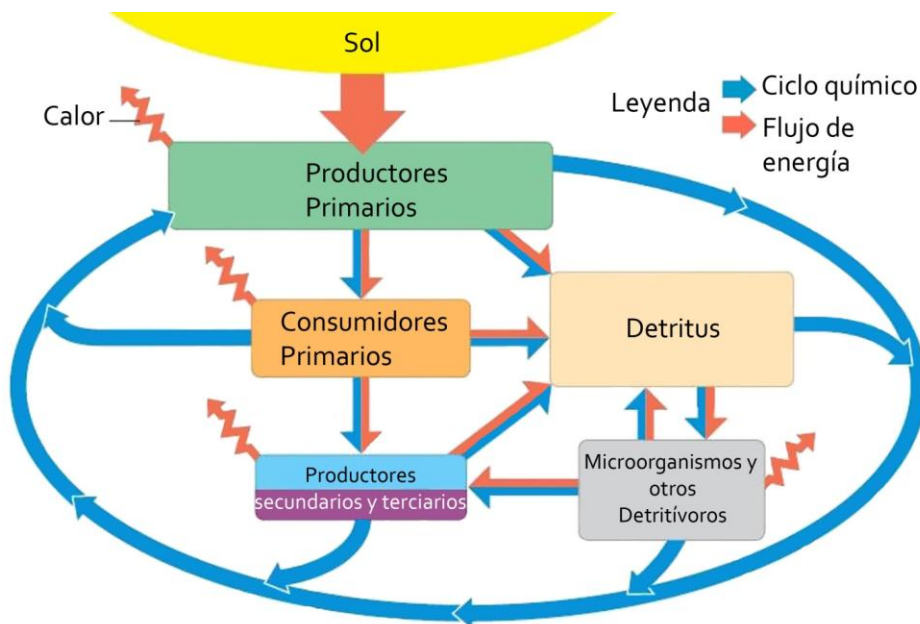 Sol
Calor
Leyenda
Ciclo químico
Flujo de
energía
Productores
Primarios
Consumidores
Primarios
Detritus
Productores
secundarios y terciarios
Microorganismos y
otros
Detritívoros